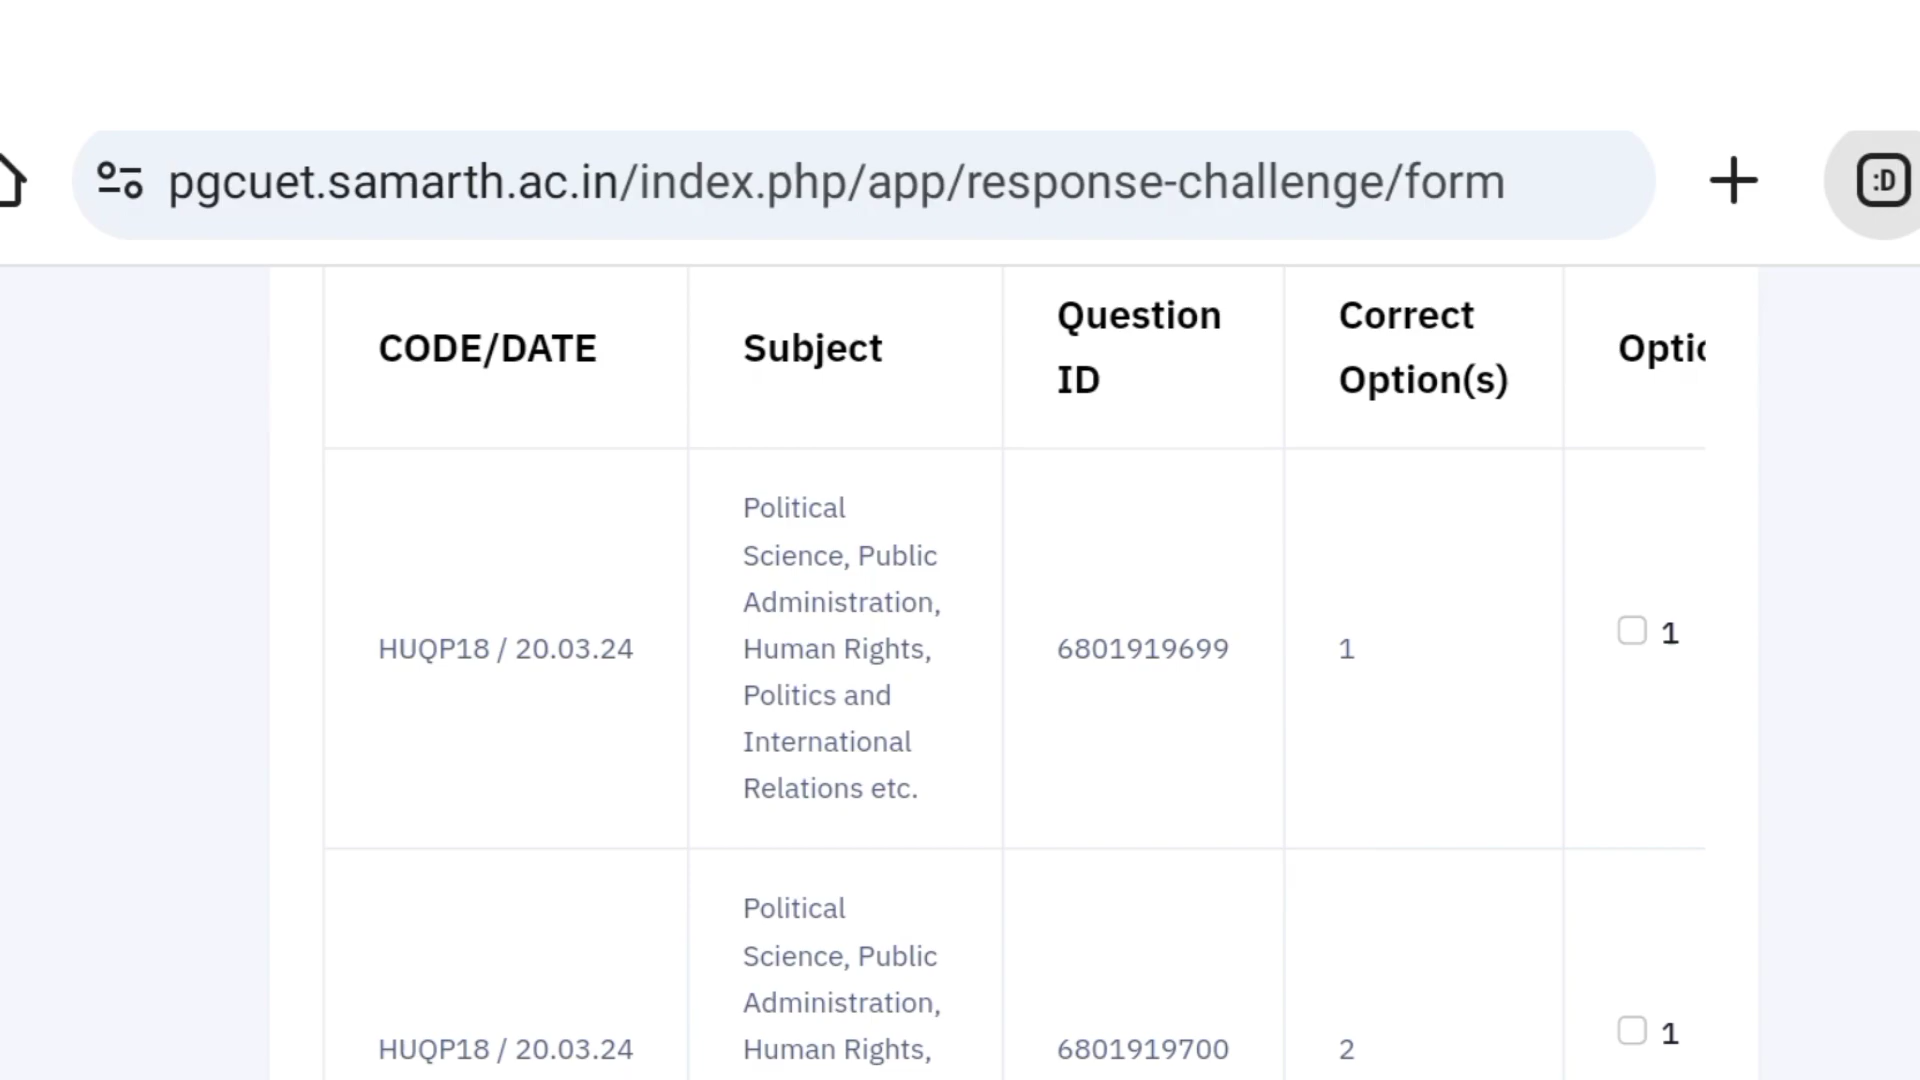 pgcuet.samarth.ac.in/index.php/app/response-challenge/form
:D
CODE/DATE
Subject
Question
ID
Correct
Option(s)
HUQP18 / 20.03.24
Political
Science, Public
Administration,
Human Rights,
Politics and
International
Relations etc.
6801919699
1
1
HUQP18 / 20.03.24
Political
Science, Public
Administration,
Human Rights,
6801919700
2
1